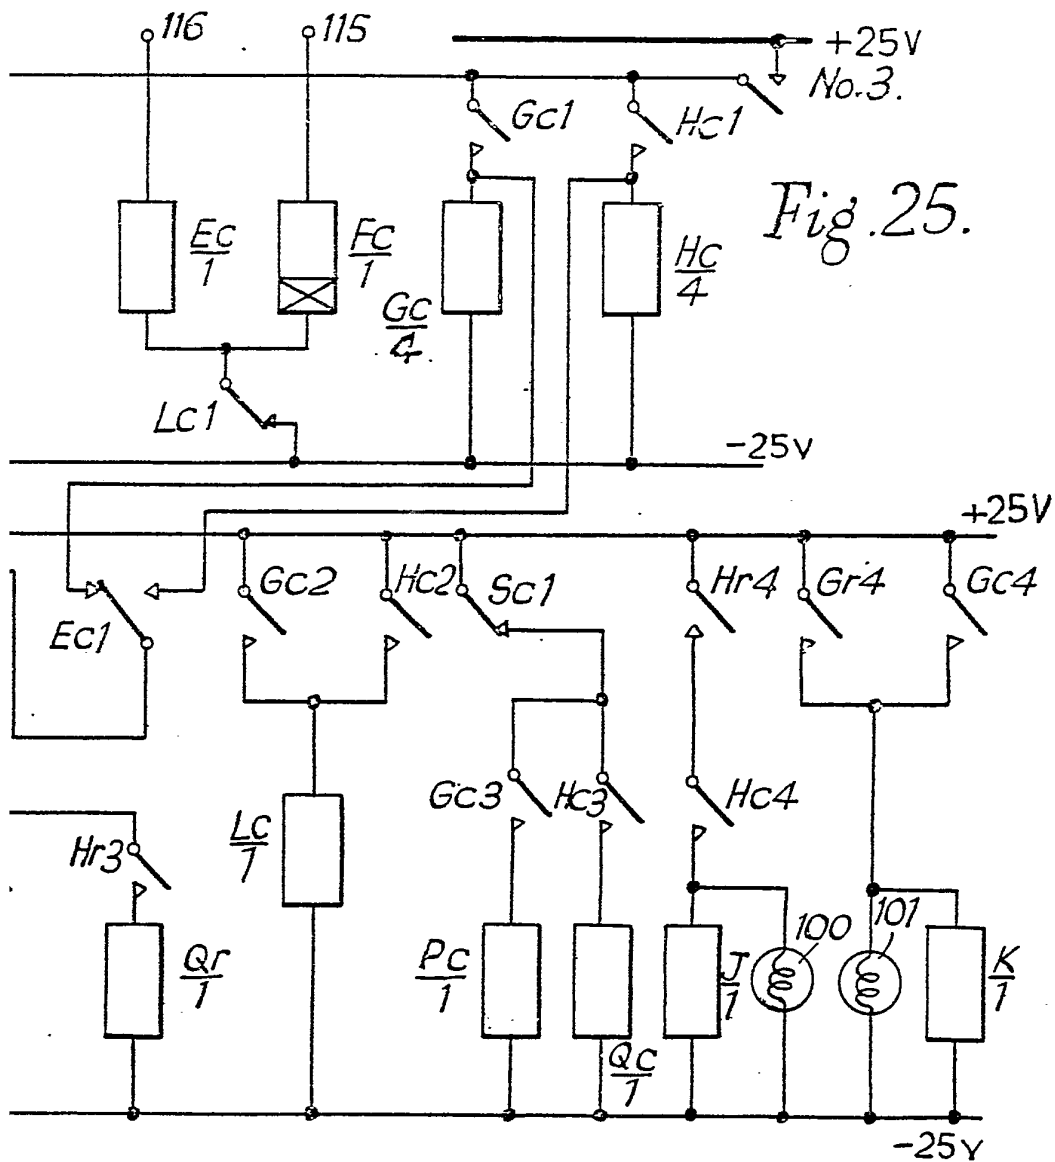 116
115
+25V
No.3.
Gc1
Hc1
Fig.25.
Ec/1
Fc/1
Gc/4
Hc/4
Lc1
-25V
+25V
Ec1
Gc2
Hc2
Sc1
Hr4
Gr4
Gc4
Gc3
Hc3
Hc4
Hr3
Lc/1
Qr/1
Pc/1
Qc/1
J/1
100
101
K/1
-25V